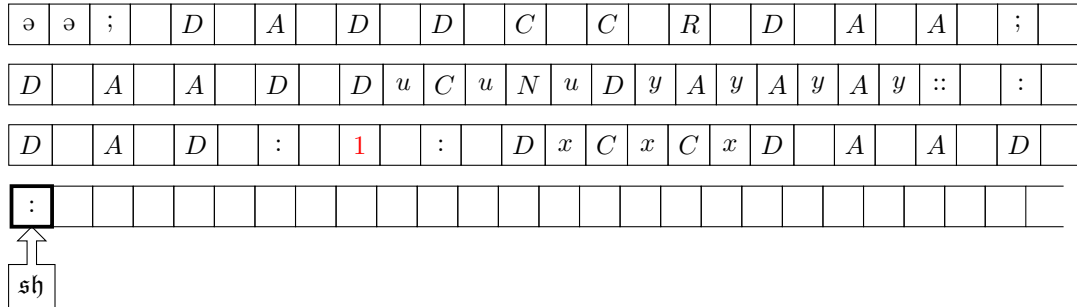 ə ə ; D A D D C C R D A A ;
D A A D D u C u N u D y A y A y A y :: :
D A D : 1 : D x C x C x D A A D
:
𝔰𝔥